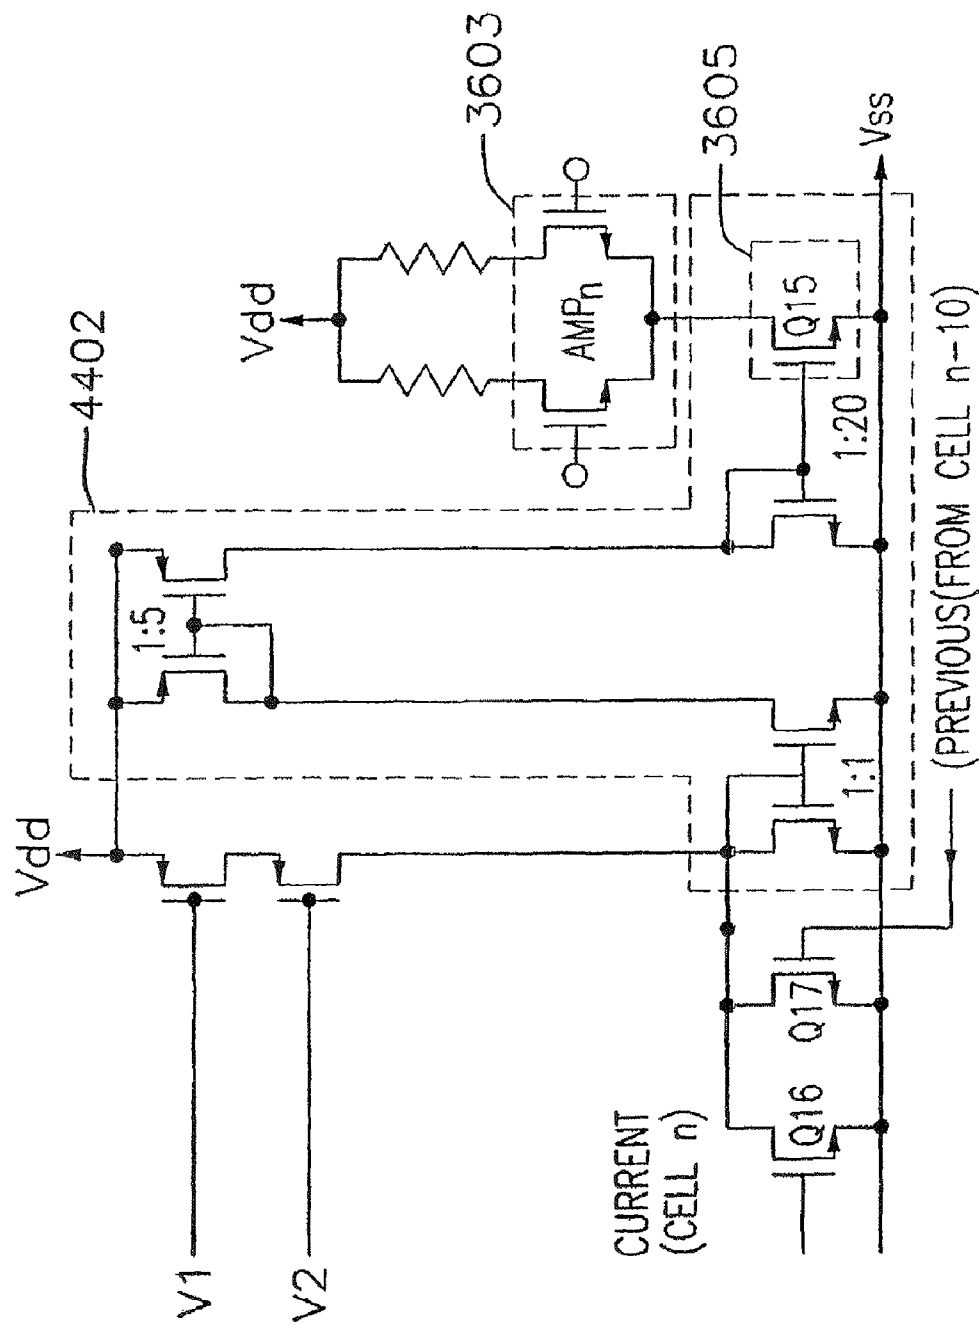 4402
3603
3605
Vdd
Vdd
1:5
AMPn
Q15
1:20
Vss
1:1
(PREVIOUS(FROM CELL n-10)
Q17
Q16
CURRENT
(CELL n)
V1
V2